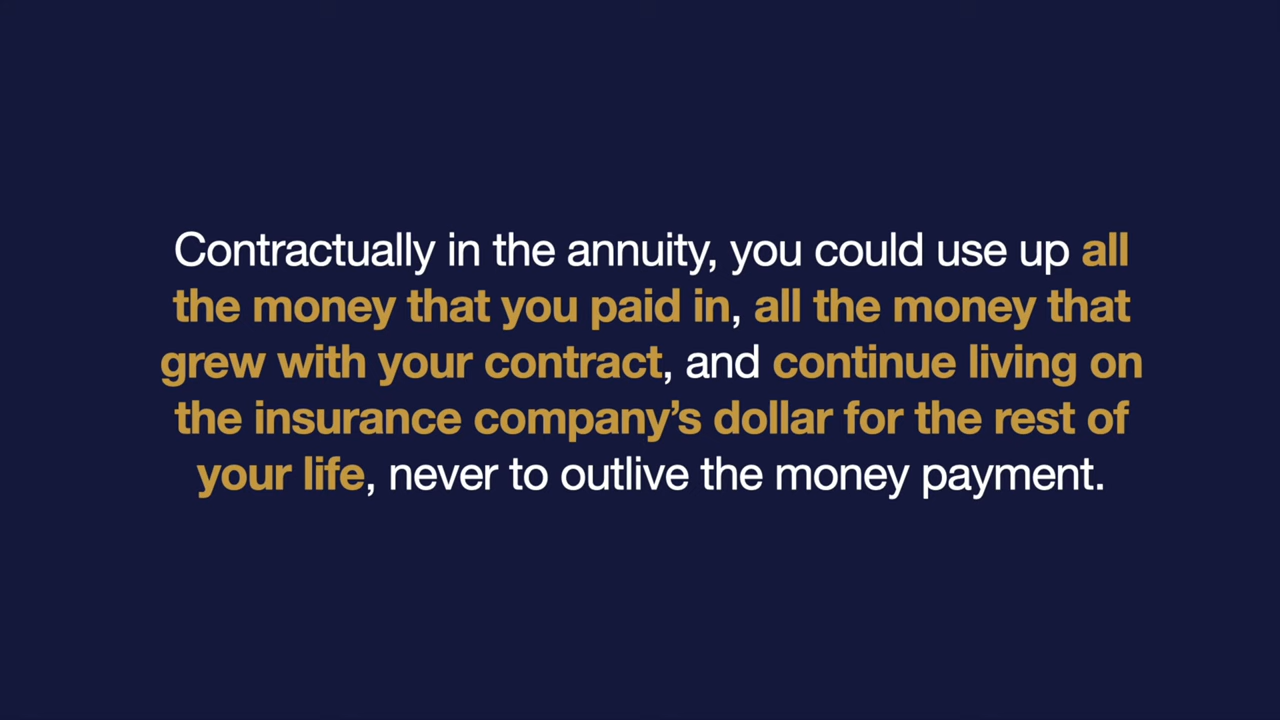 Contractually in the annuity, you could use up all
the money that you paid in, all the money that
grew with your contract, and continue living on
the insurance company’s dollar for the rest of
your life, never to outlive the money payment.